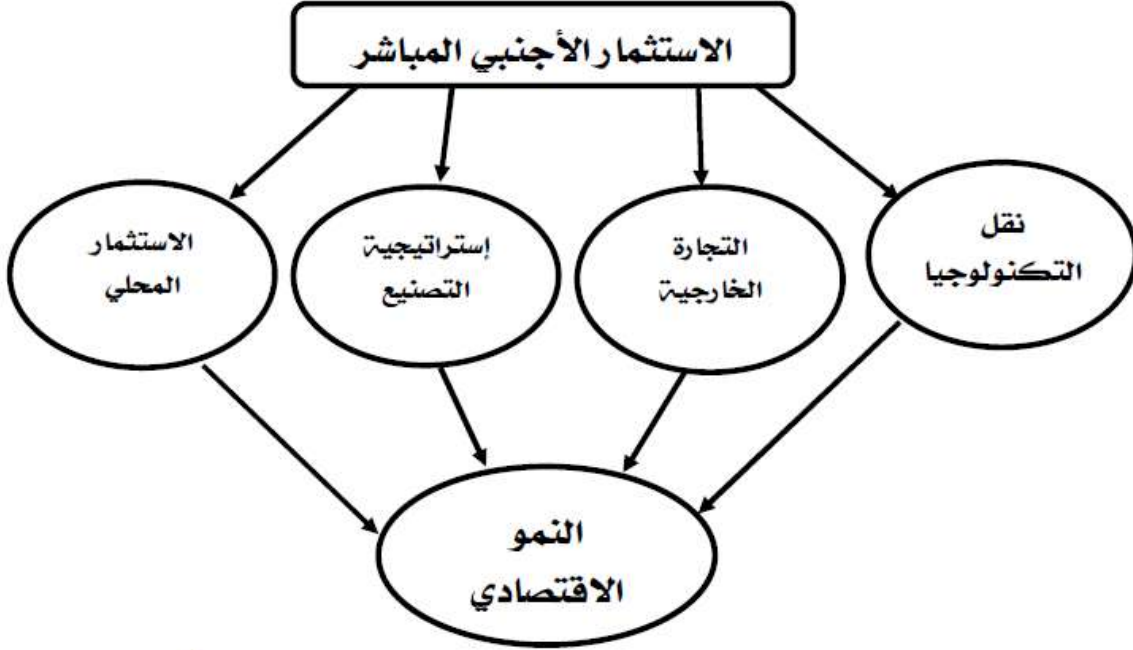 الاستثمار الأجنبي المباشر
نقل
التكنولوجيا
التجارة
الخارجية
إستراتيجية
التصنيع
الاستثمار
المحلي
النمو
الاقتصادي